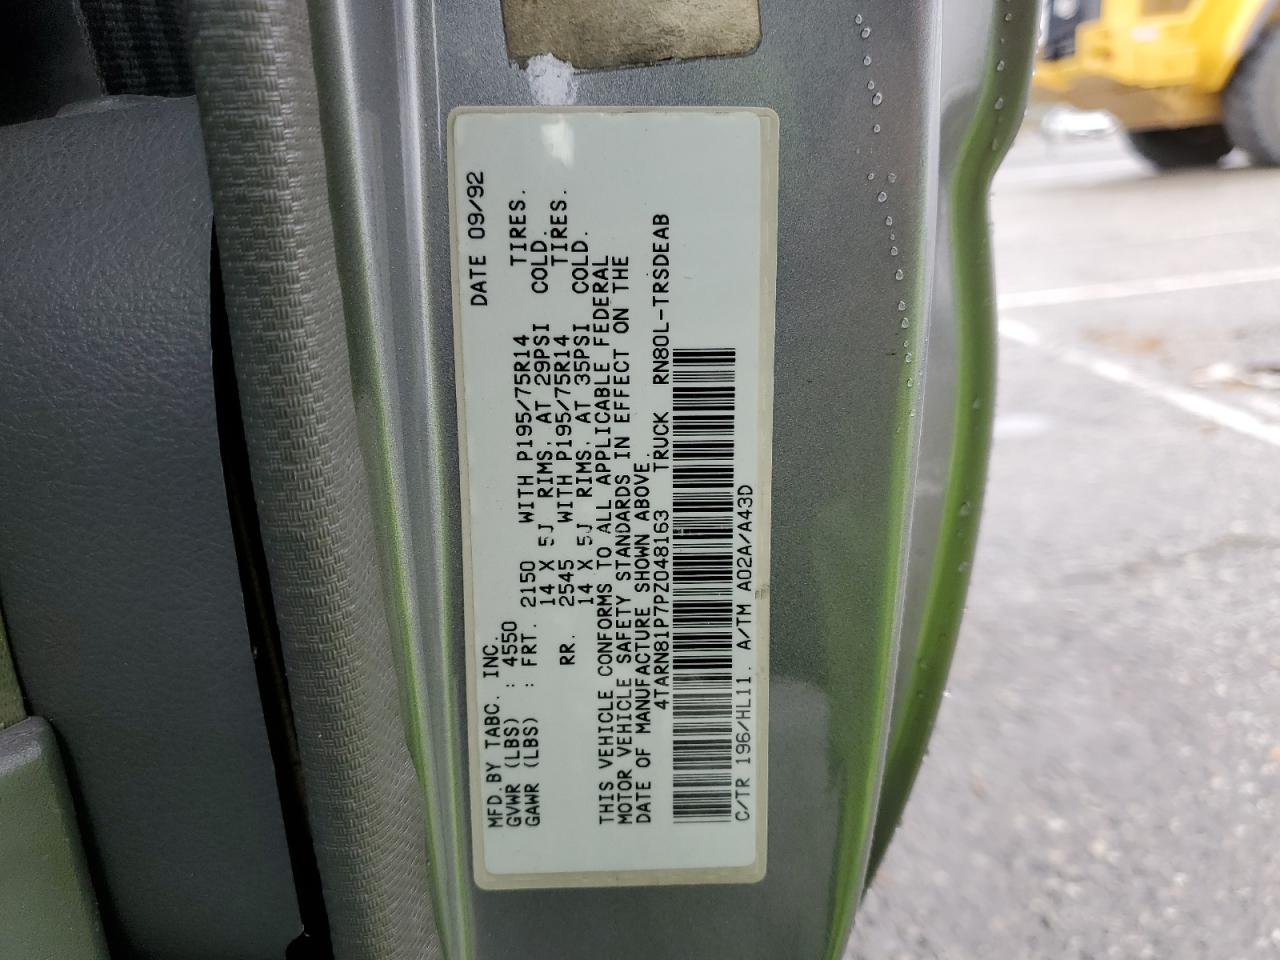 MFD.BY TABC, INC. DATE 09/92
GVWR (LBS) : 4550
GAWR (LBS) : FRT. 2150 WITH P195/75R14 TIRES.
14 X 5J RIMS, AT 29PSI COLD.
RR. 2545 WITH P195/75R14 TIRES.
14 X 5J RIMS, AT 35PSI COLD.
THIS VEHICLE CONFORMS TO ALL APPLICABLE FEDERAL
MOTOR VEHICLE SAFETY STANDARDS IN EFFECT ON THE
DATE OF MANUFACTURE SHOWN ABOVE.
4TARN81P7PZ048163 TRUCK RN80L-TRSDEAB
C/TR 196/HL11. A/TM A02A/A43D